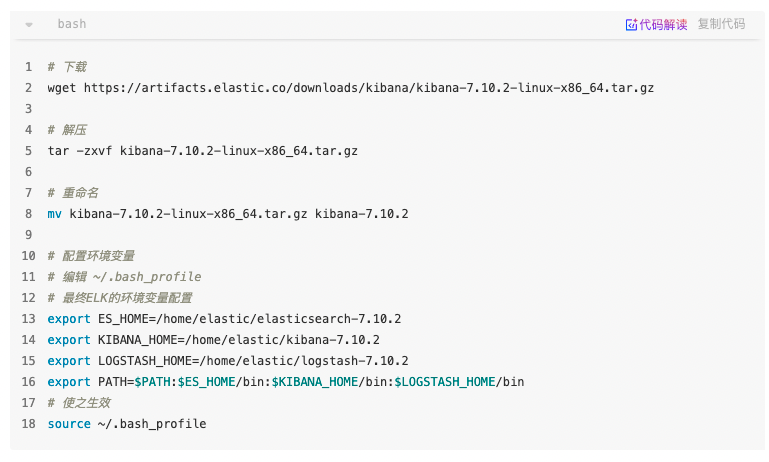 bash 代码解读 复制代码
1 # 下载
2 wget https://artifacts.elastic.co/downloads/kibana/kibana-7.10.2-linux-x86_64.tar.gz
3
4 # 解压
5 tar -zxvf kibana-7.10.2-linux-x86_64.tar.gz
6
7 # 重命名
8 mv kibana-7.10.2-linux-x86_64.tar.gz kibana-7.10.2
9
10 # 配置环境变量
11 # 编辑 ~/.bash_profile
12 # 最终ELK的环境变量配置
13 export ES_HOME=/home/elastic/elasticsearch-7.10.2
14 export KIBANA_HOME=/home/elastic/kibana-7.10.2
15 export LOGSTASH_HOME=/home/elastic/logstash-7.10.2
16 export PATH=$PATH:$ES_HOME/bin:$KIBANA_HOME/bin:$LOGSTASH_HOME/bin
17 # 使之生效
18 source ~/.bash_profile